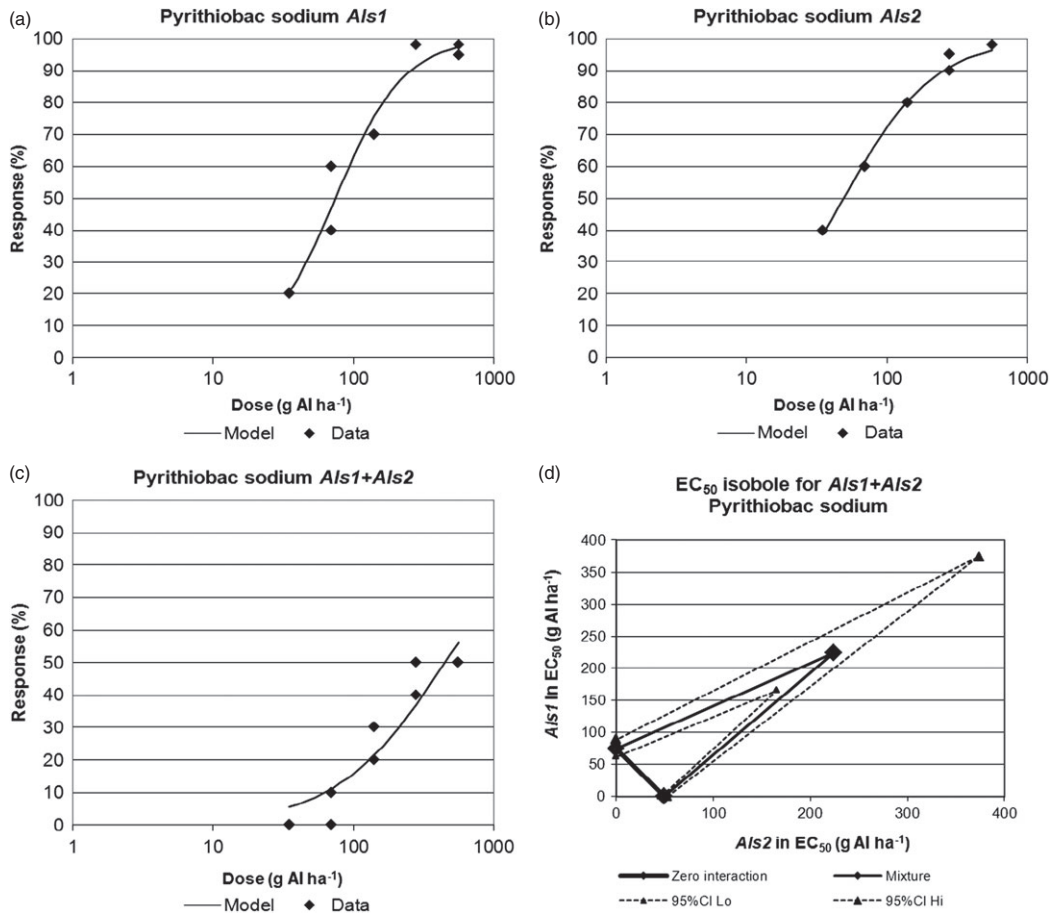 (a)
Pyrithiobac sodium Als1
100
90
80
70
60
50
40
30
20
10
0
Response (%)
1
10
100
1000
Dose (g AI ha-1)
Model
Data
(b)
Pyrithiobac sodium Als2
100
90
80
70
60
50
40
30
20
10
0
Response (%)
1
10
100
1000
Dose (g AI ha-1)
Model
Data
(c)
Pyrithiobac sodium Als1+Als2
100
90
80
70
60
50
40
30
20
10
0
Response (%)
1
10
100
1000
Dose (g AI ha-1)
Model
Data
(d)
EC50 isobole for Als1+Als2
Pyrithiobac sodium
400
350
300
250
200
150
100
50
0
Als1 in EC50 (g AI ha-1)
0
100
200
300
400
Als2 in EC50 (g AI ha-1)
Zero interaction
Mixture
95%CI Lo
95%CI Hi